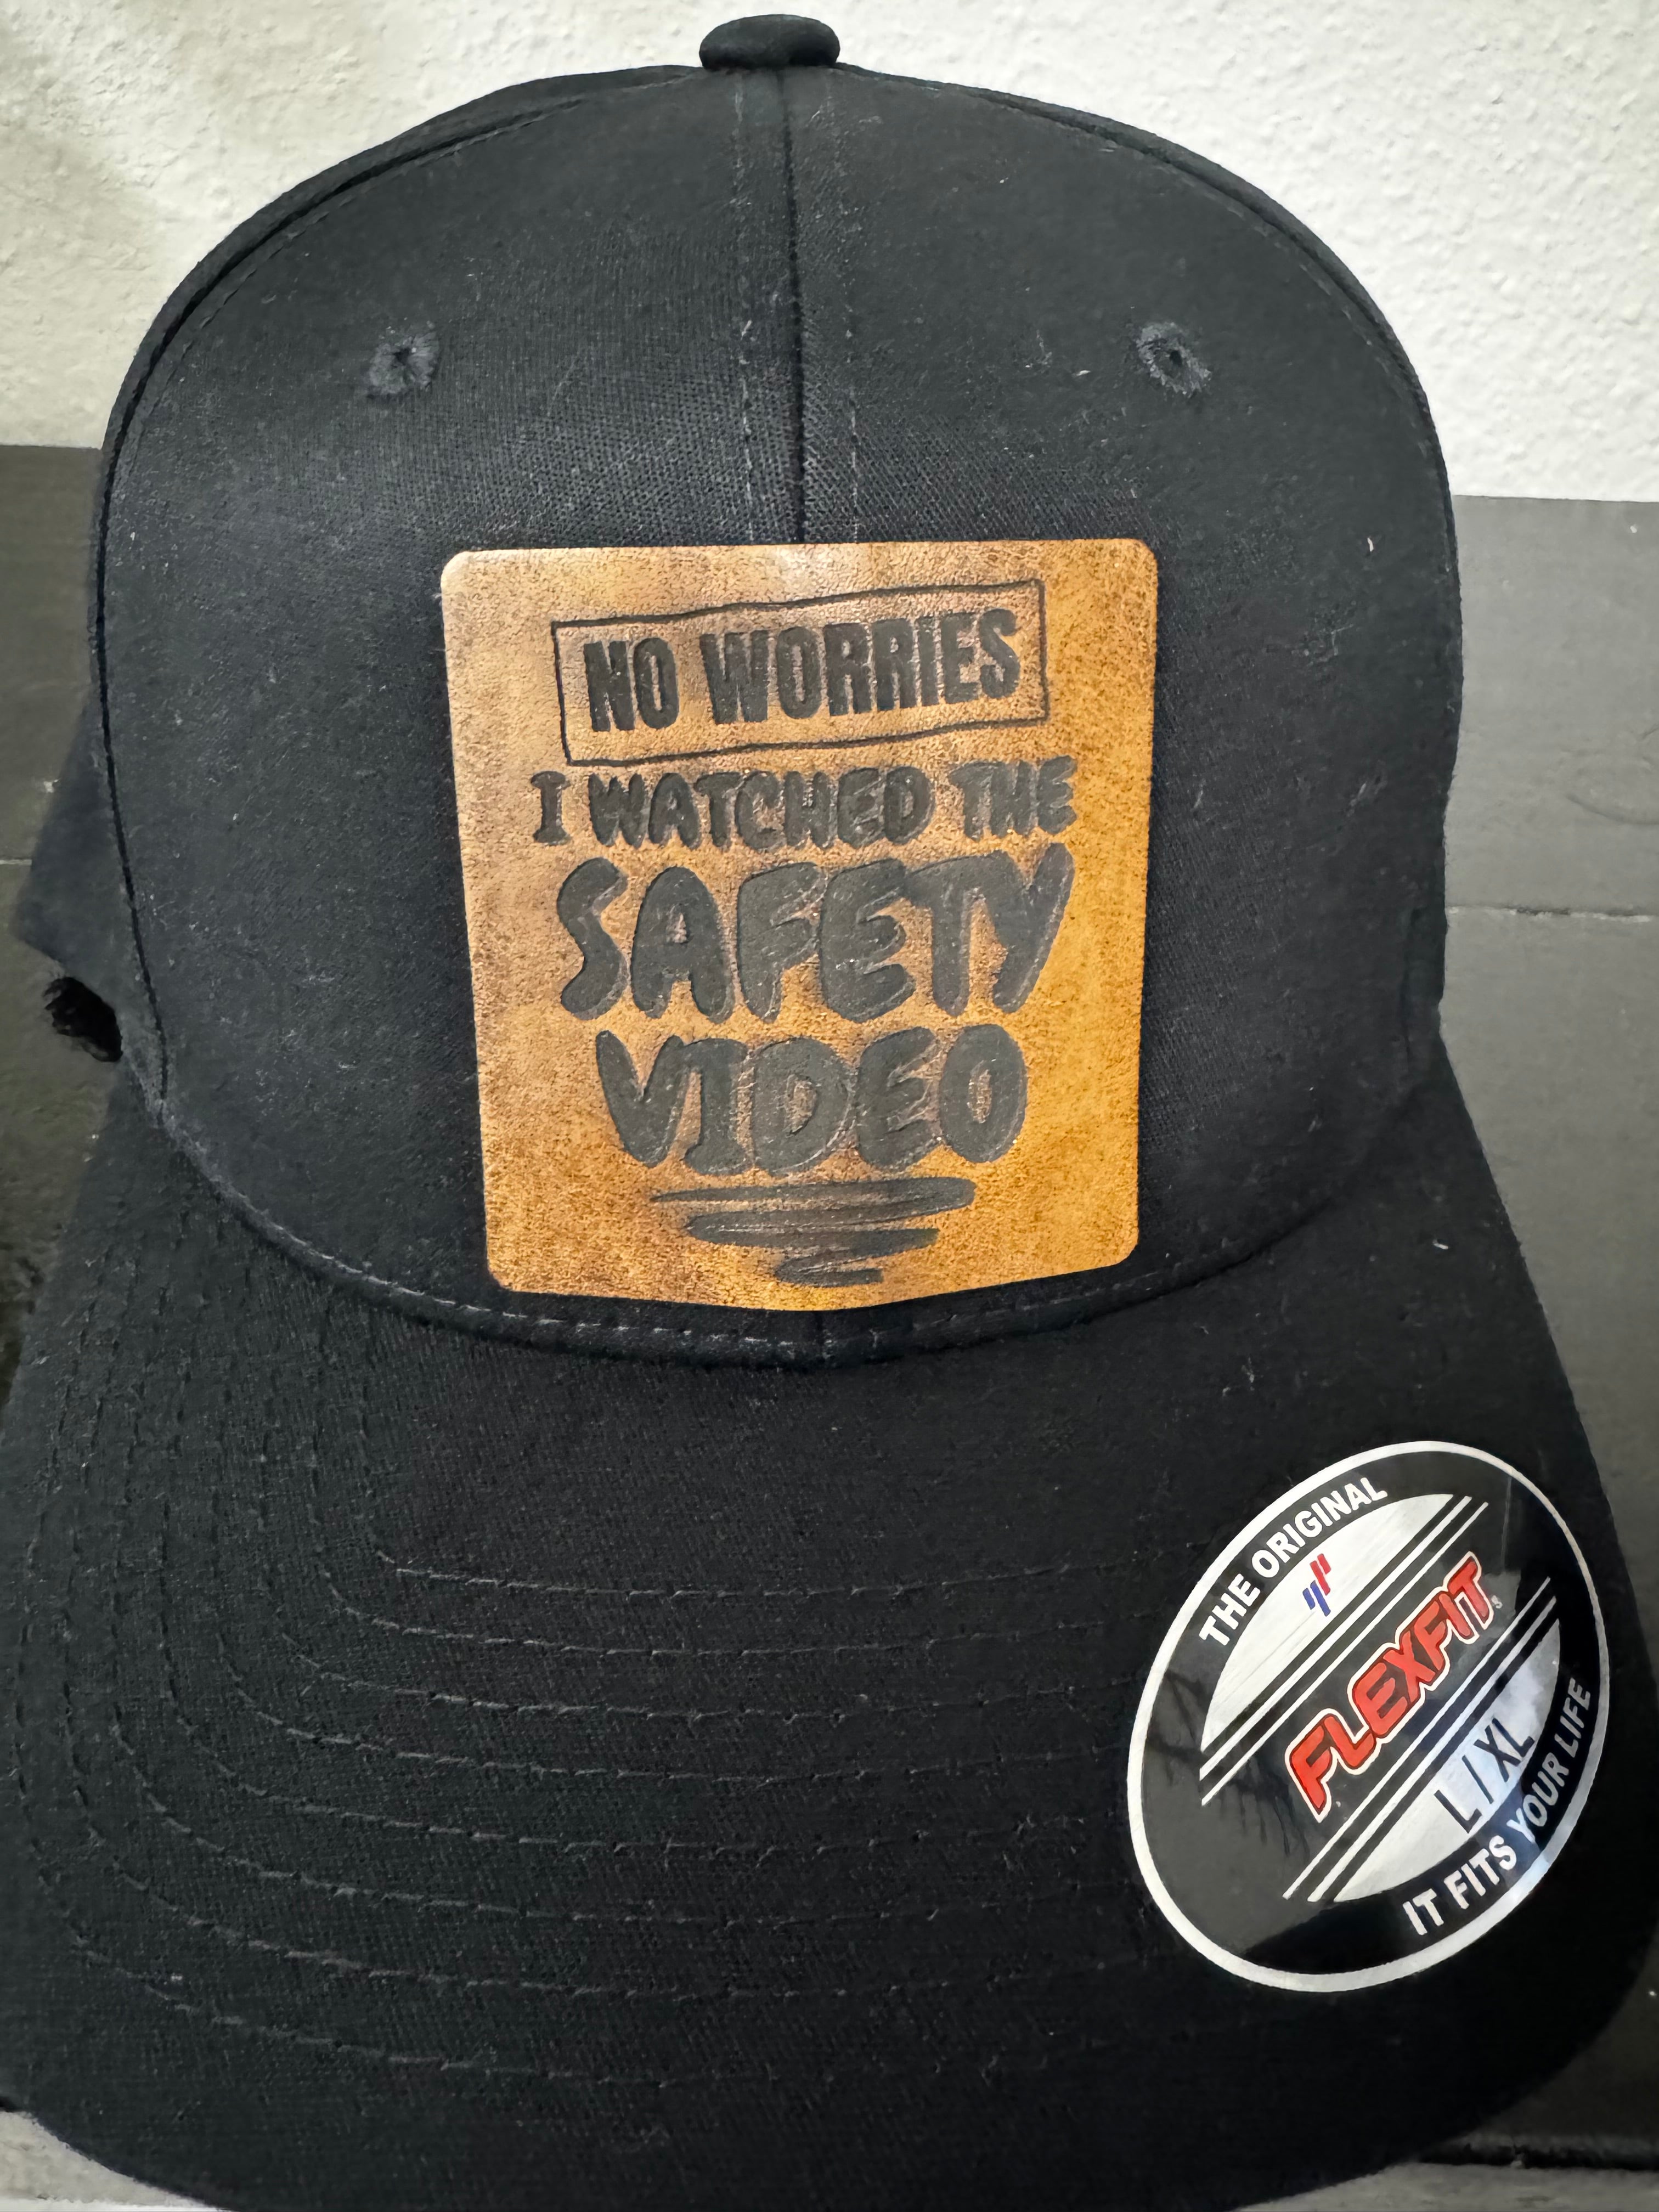 NO WORRIES
I WATCHED THE
SAFETY
VIDEO
THE ORIGINAL
FLEXFIT
L / XL
IT FITS YOUR LIFE